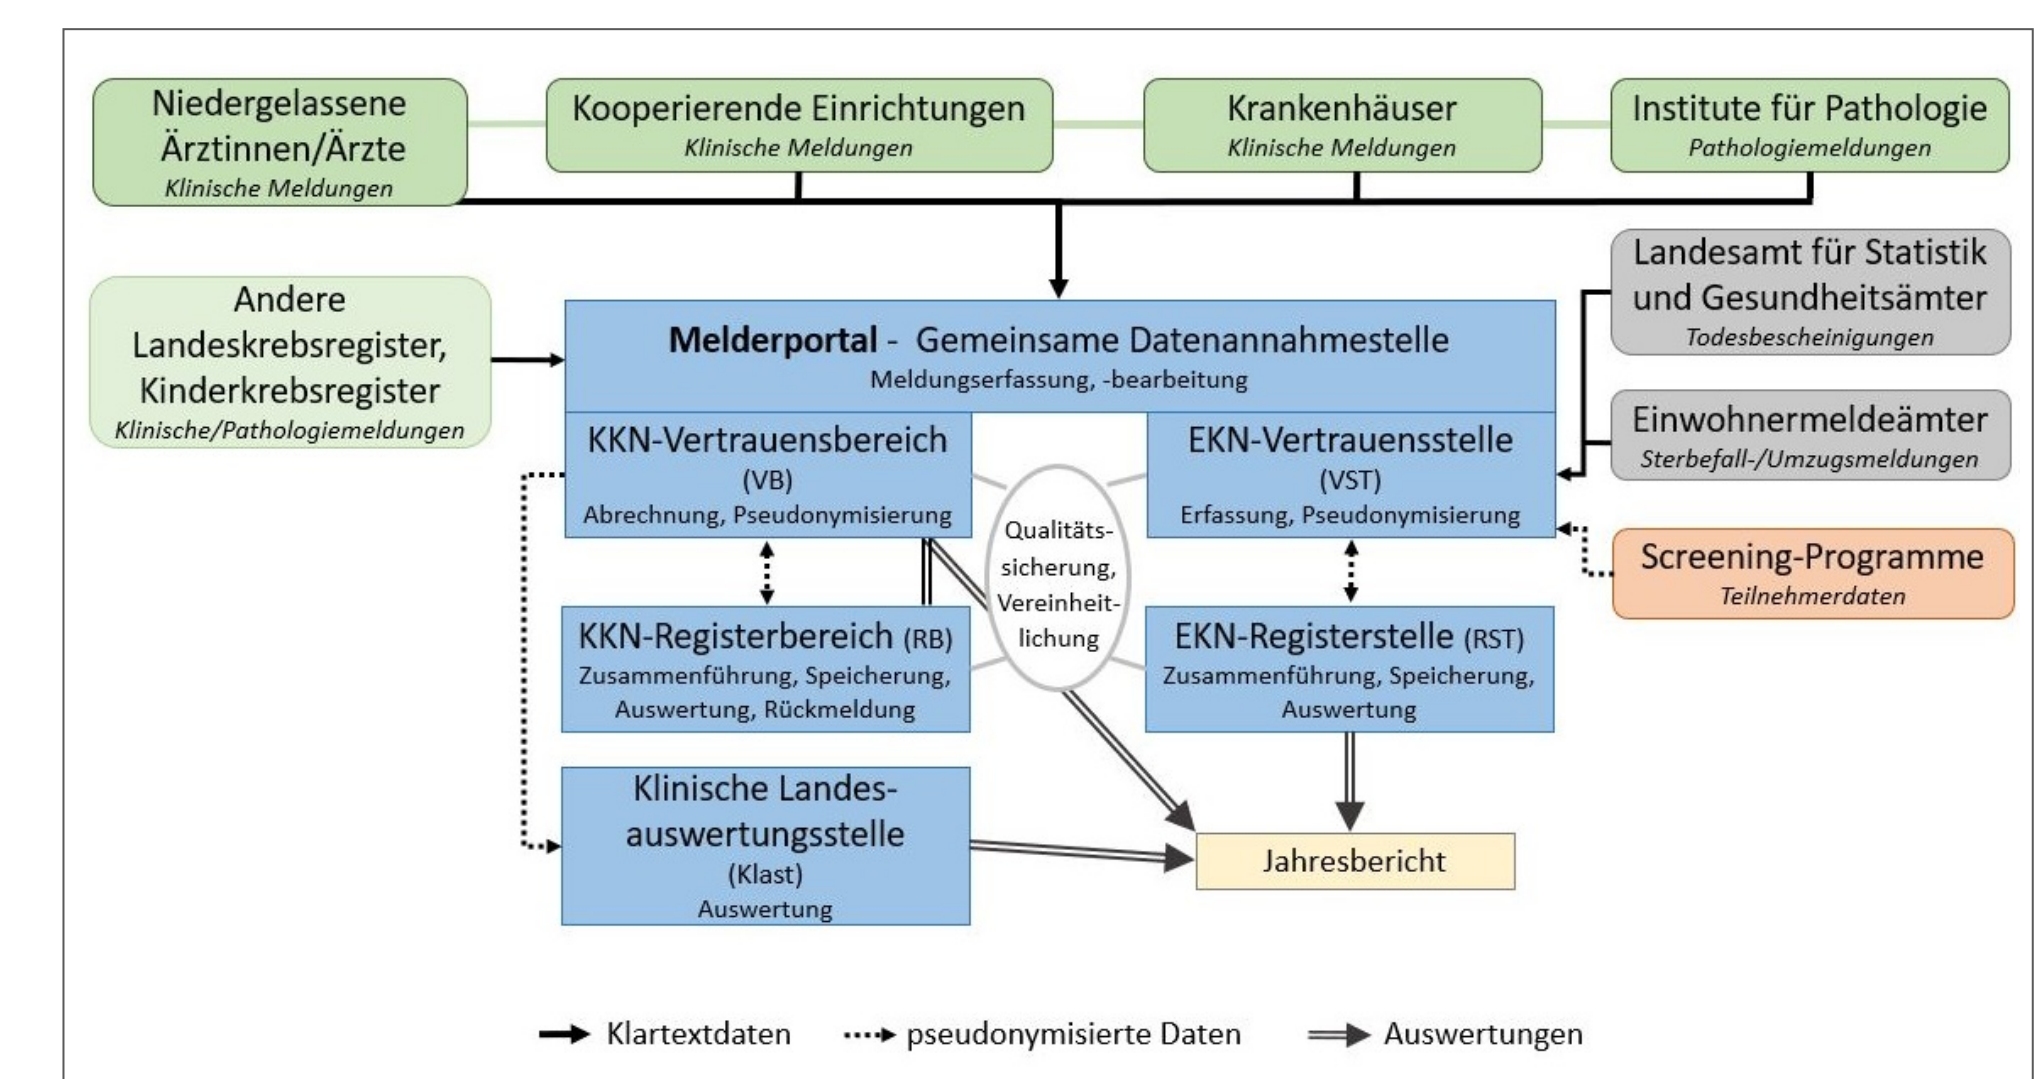 Niedergelassene
Ärztinnen/Ärzte
Klinische Meldungen
Kooperierende Einrichtungen
Klinische Meldungen
Krankenhäuser
Klinische Meldungen
Institute für Pathologie
Pathologiemeldungen
Landesamt für Statistik
und Gesundheitsämter
Todesbescheinigungen
Andere
Landeskrebsregister,
Kinderkrebsregister
Klinische/Pathologiemeldungen
Melderportal - Gemeinsame Datenannahmestelle
Meldungserfassung, -bearbeitung
Einwohnermeldeämter
Sterbefall-/Umzugsmeldungen
KKN-Vertrauensbereich
(VB)
Abrechnung, Pseudonymisierung
EKN-Vertrauensstelle
(VST)
Erfassung, Pseudonymisierung
Qualitäts-
sicherung,
Vereinheit-
lichung
Screening-Programme
Teilnehmerdaten
KKN-Registerbereich (RB)
Zusammenführung, Speicherung,
Auswertung, Rückmeldung
EKN-Registerstelle (RST)
Zusammenführung, Speicherung,
Auswertung
Klinische Landes-
auswertungsstelle
(Klast)
Auswertung
Jahresbericht
Klartextdaten
pseudonymisierte Daten
Auswertungen